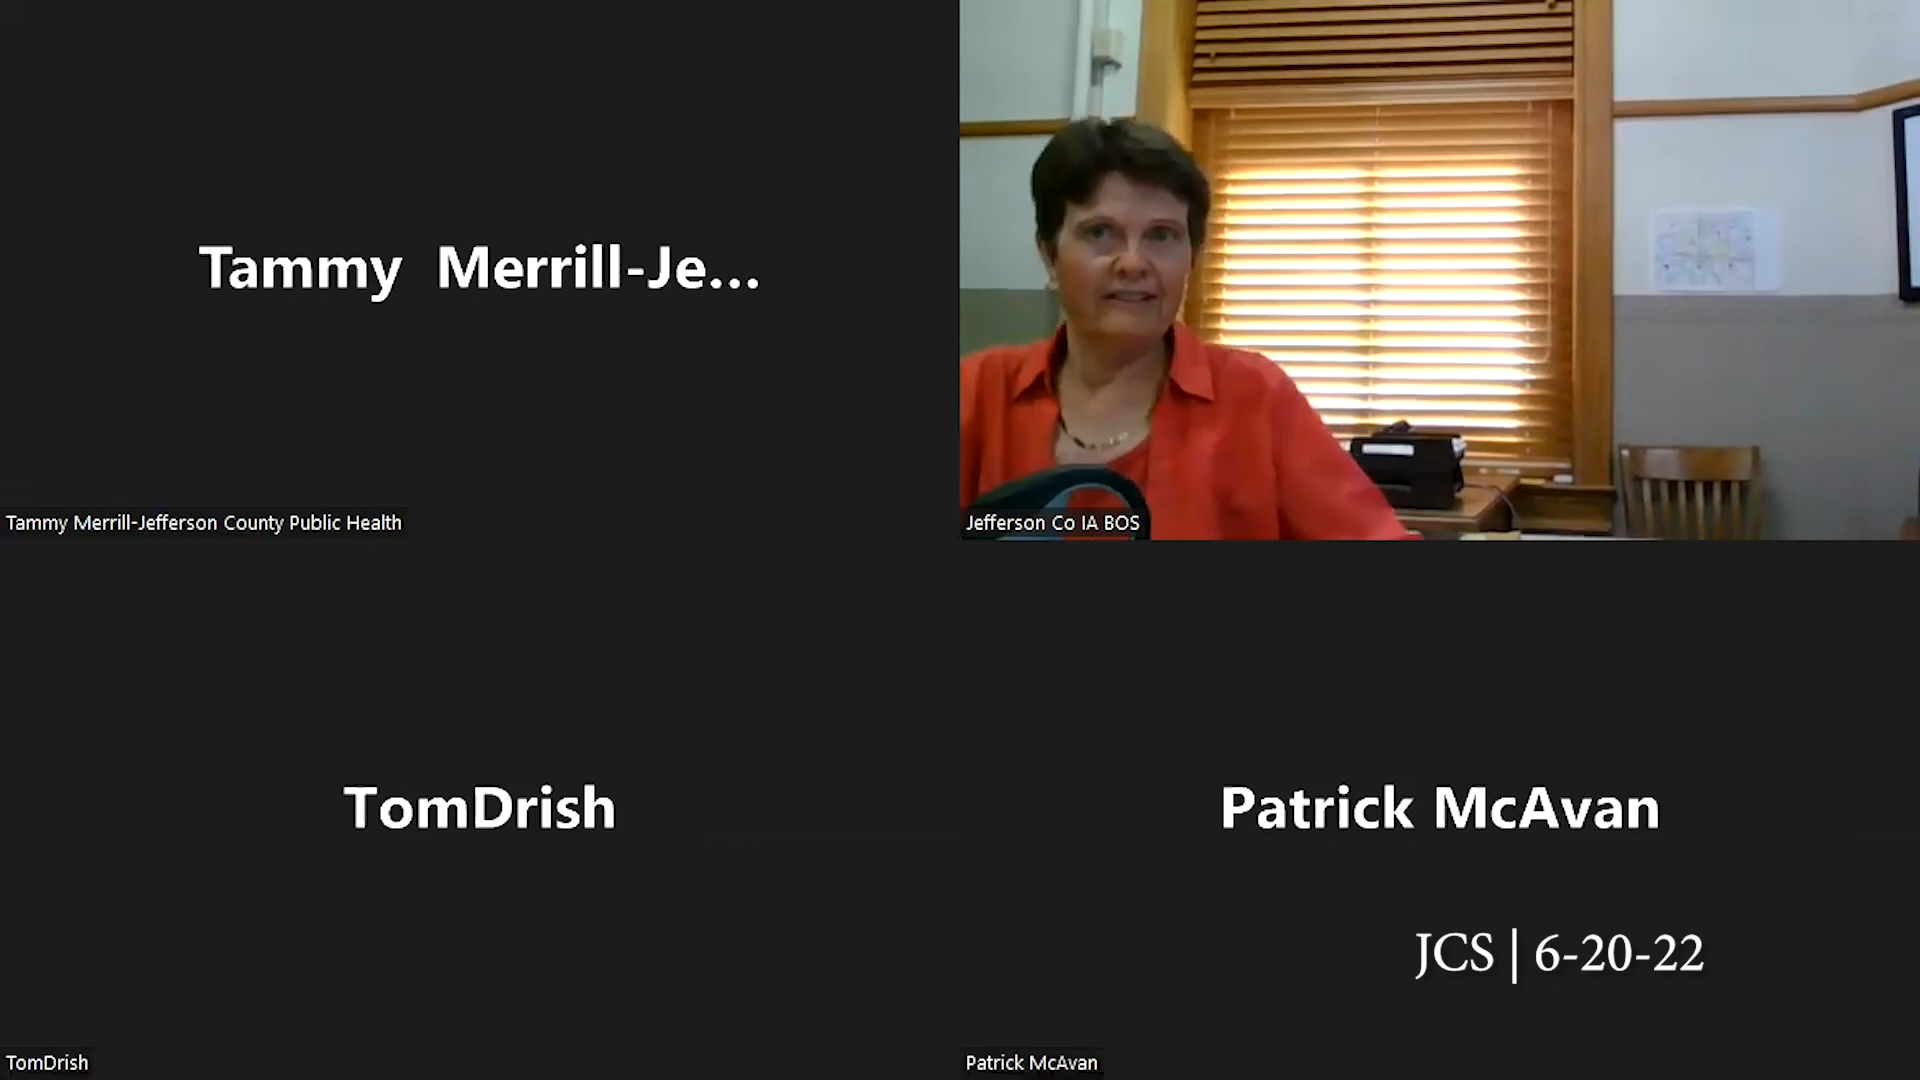 Tammy Merrill-Je...
Tammy Merrill-Jefferson County Public Health
Jefferson Co IA BOS
TomDrish
Patrick McAvan
JCS | 6-20-22
TomDrish
Patrick McAvan